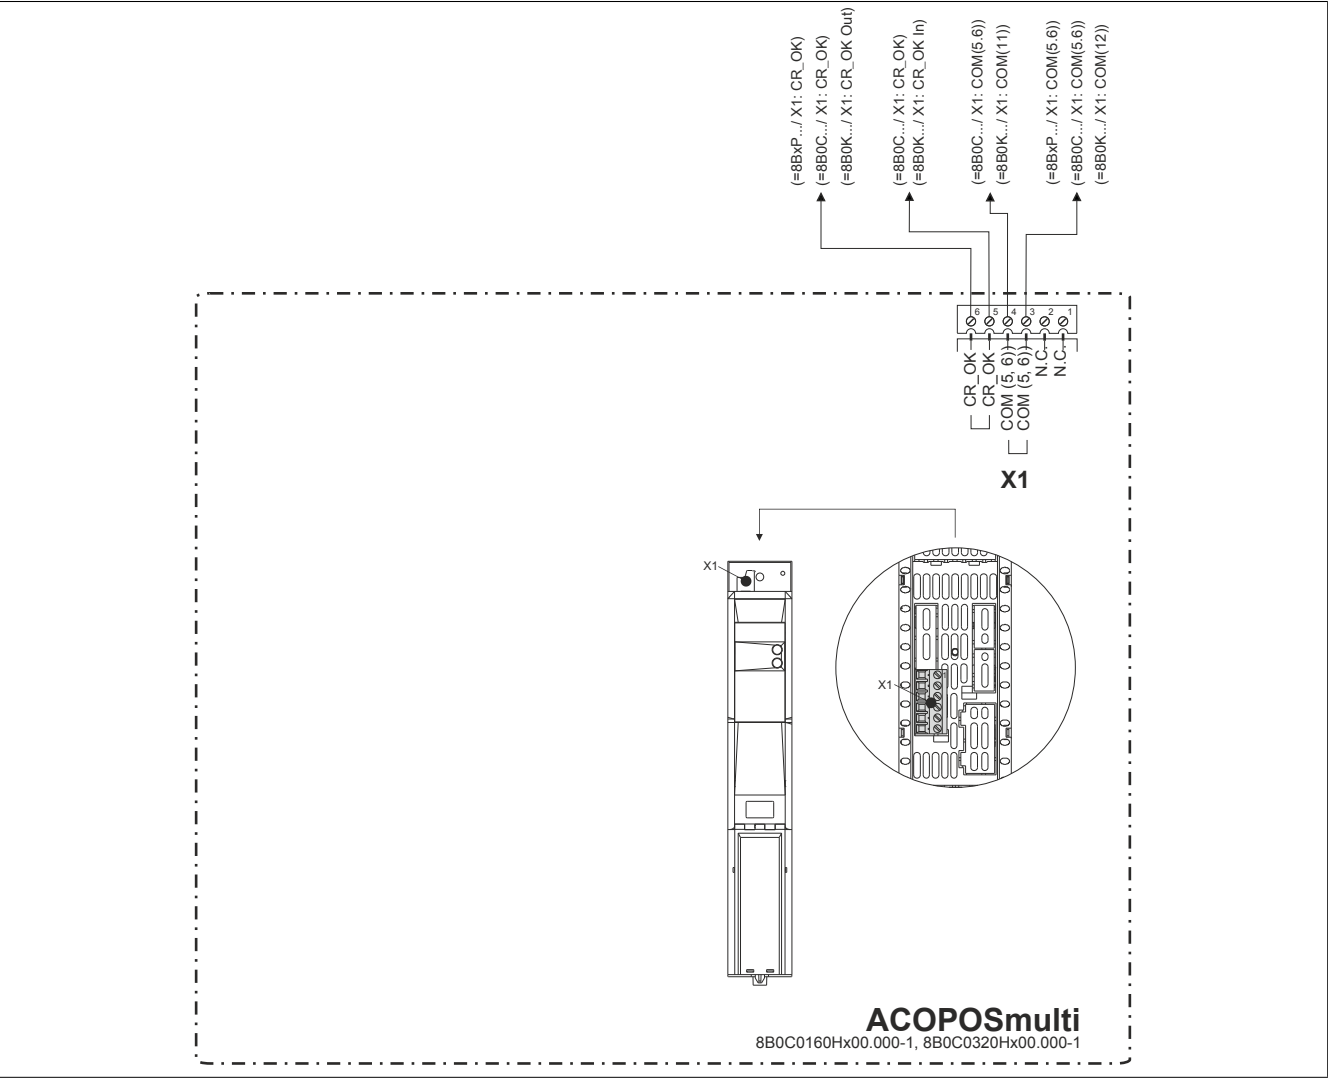 (=8BxP.../ X1: CR_OK)
(=8B0C.../ X1: CR_OK)
(=8B0K.../ X1: CR_OK Out)
(=8B0C.../ X1: CR_OK)
(=8B0K.../ X1: CR_OK In)
(=8B0C.../ X1: COM(5.6))
(=8B0K.../ X1: COM(11))
(=8BxP.../ X1: COM(5.6))
(=8B0C.../ X1: COM(5.6))
(=8B0K.../ X1: COM(12))
6 5 4 3 2 1
CR_OK
CR_OK
COM (5, 6))
COM (5, 6))
N.C.
N.C.
X1
X1
X1
ACOPOSmulti
8B0C0160Hx00.000-1, 8B0C0320Hx00.000-1